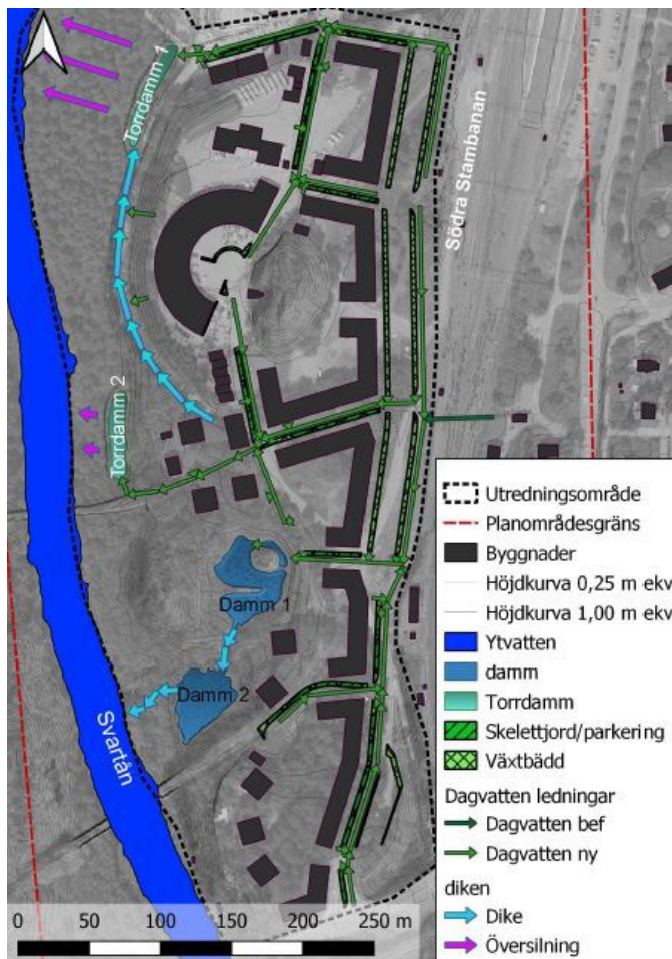 Torrdamm 1
Södra Stambanan
Torrdamm 2
Damm 1
Damm 2
Svartån
Utredningsområde
Planområdesgräns
Byggnader
Höjdkurva 0,25 m ekv
Höjdkurva 1,00 m ekv
Ytvatten
damm
Torrdamm
Skelettjord/parkering
Växtbädd
Dagvatten ledningar
Dagvatten bef
Dagvatten ny
diken
Dike
Översilning
0 50 100 150 200 250 m